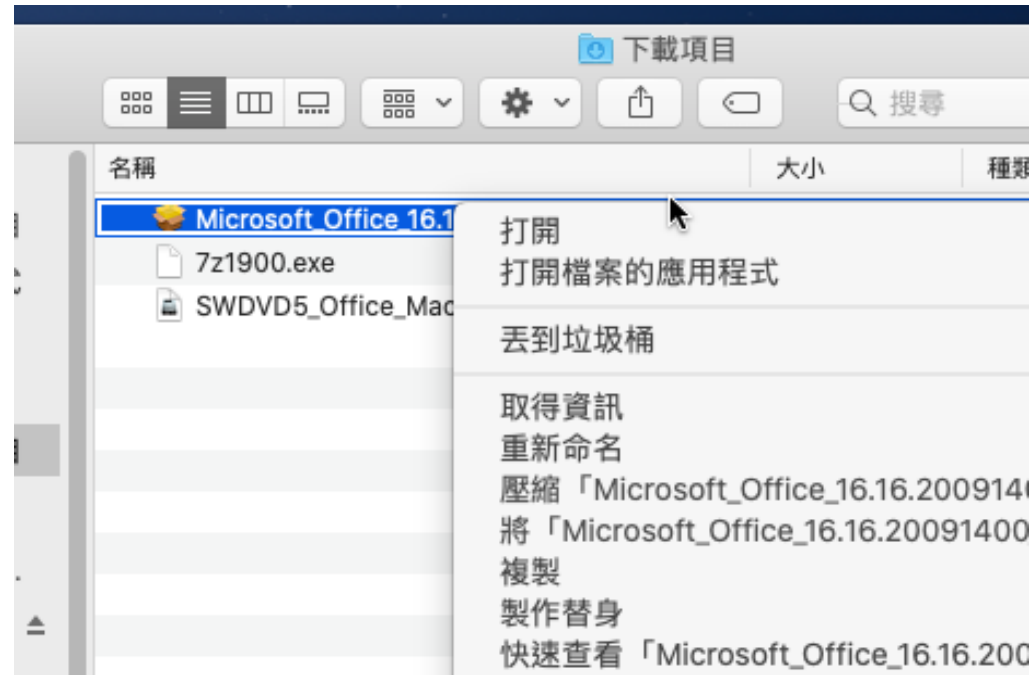 下載項目
搜尋
名稱 大小 種類
Microsoft_Office_16.1
7z1900.exe
SWDVD5_Office_Mac
打開
打開檔案的應用程式
丟到垃圾桶
取得資訊
重新命名
壓縮「Microsoft_Office_16.16.200914
將「Microsoft_Office_16.16.20091400
複製
製作替身
快速查看「Microsoft_Office_16.16.200